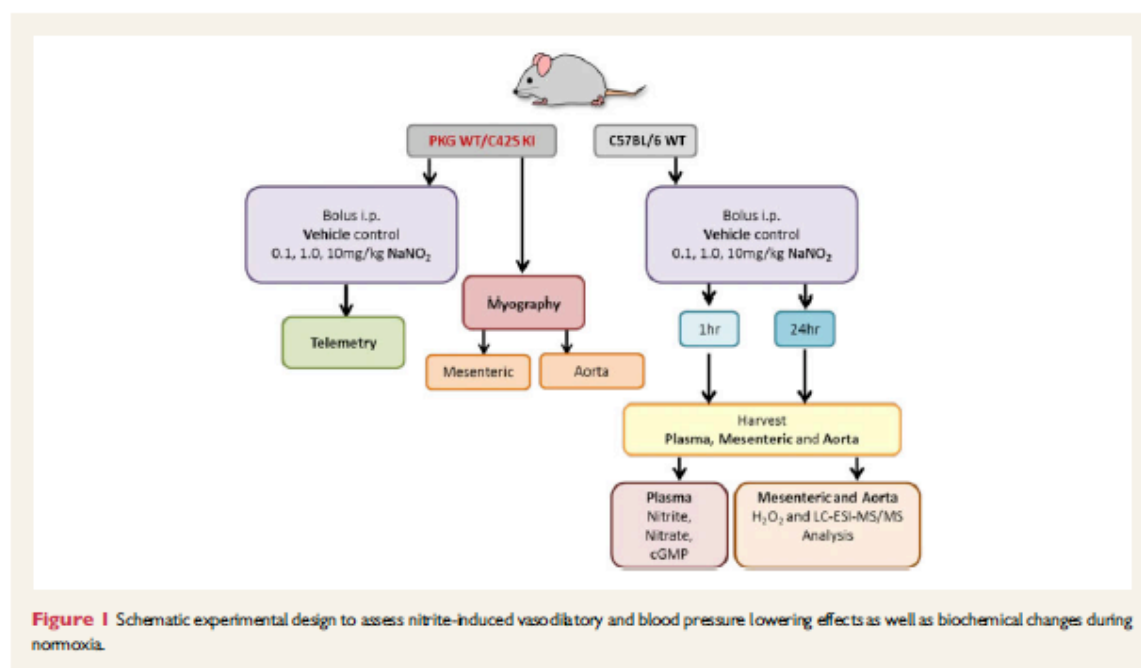 PKG WT/C42S KI
C57BL/6 WT
Bolus i.p.
Vehicle control
0.1, 1.0, 10mg/kg NaNO₂
Bolus i.p.
Vehicle control
0.1, 1.0, 10mg/kg NaNO₂
Myography
1hr
24hr
Telemetry
Mesenteric
Aorta
Harvest
Plasma, Mesenteric and Aorta
Plasma
Nitrite,
Nitrate,
cGMP
Mesenteric and Aorta
H₂O₂ and LC-ESI-MS/MS
Analysis
Figure 1 Schematic experimental design to assess nitrite-induced vasodilatory and blood pressure lowering effects as well as biochemical changes during
normoxia.